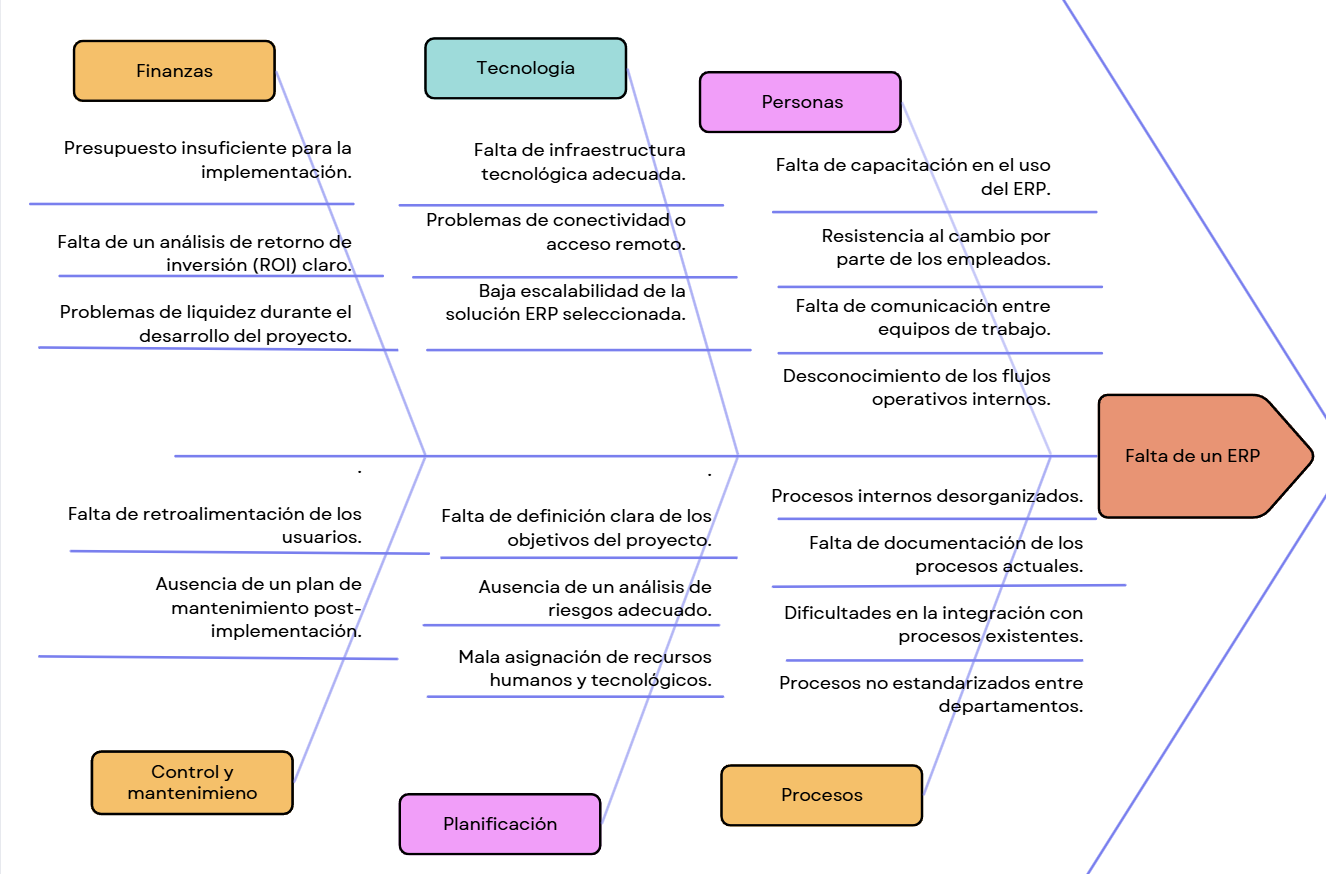 Finanzas
Presupuesto insuficiente para la
implementación.
Falta de un análisis de retorno de
inversión (ROI) claro.
Problemas de liquidez durante el
desarrollo del proyecto.
Tecnología
Falta de infraestructura
tecnológica adecuada.
Problemas de conectividad o
acceso remoto.
Baja escalabilidad de la
solución ERP seleccionada.
Personas
Falta de capacitación en el uso
del ERP.
Resistencia al cambio por
parte de los empleados.
Falta de comunicación entre
equipos de trabajo.
Desconocimiento de los flujos
operativos internos.
Falta de un ERP
.
Falta de retroalimentación de los
usuarios.
Ausencia de un plan de
mantenimiento post-
implementación.
Control y
mantenimieno
.
Falta de definición clara de los
objetivos del proyecto.
Ausencia de un análisis de
riesgos adecuado.
Mala asignación de recursos
humanos y tecnológicos.
Planificación
Procesos internos desorganizados.
Falta de documentación de los
procesos actuales.
Dificultades en la integración con
procesos existentes.
Procesos no estandarizados entre
departamentos.
Procesos